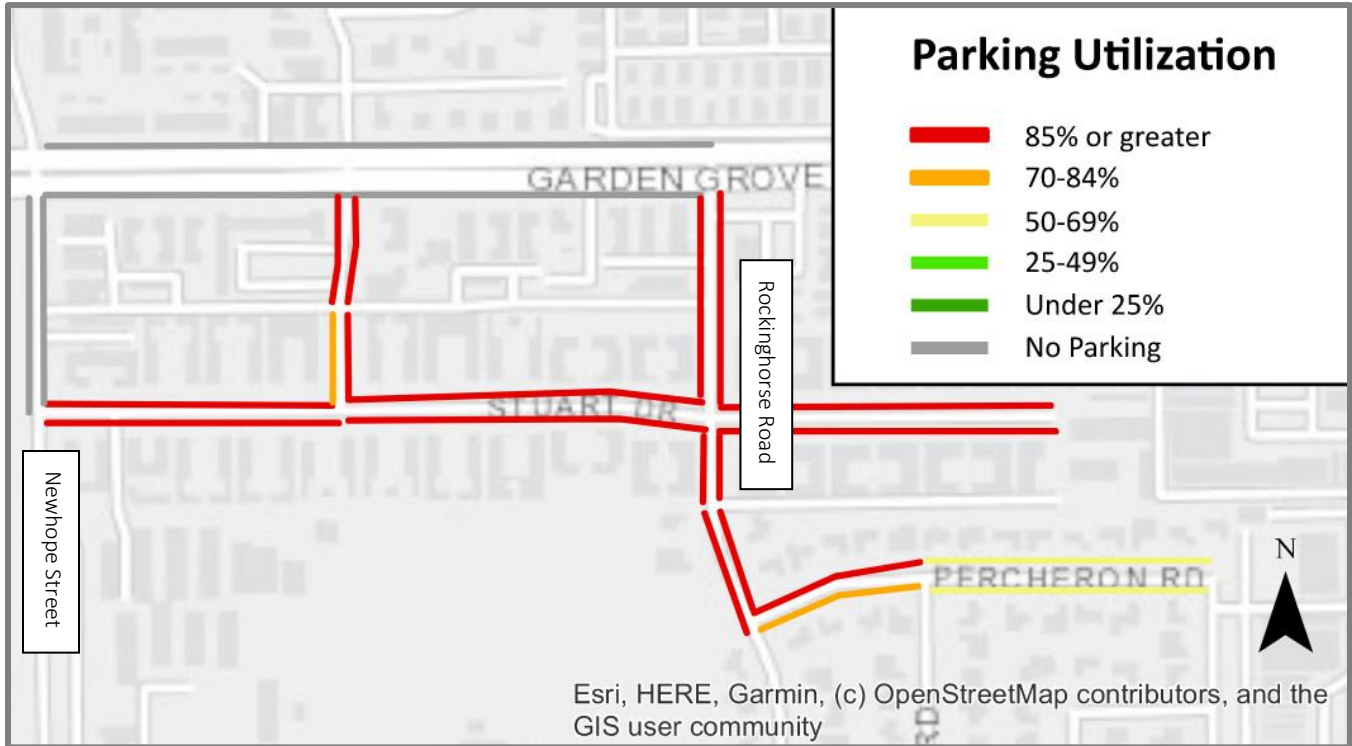 Parking Utilization
85% or greater
70-84%
50-69%
25-49%
Under 25%
No Parking
GARDEN GROVE
Rockinghorse Road
STUART DR
Newhope Street
N
PERCHERON RD
Esri, HERE, Garmin, (c) OpenStreetMap contributors, and the
GIS user community
RD